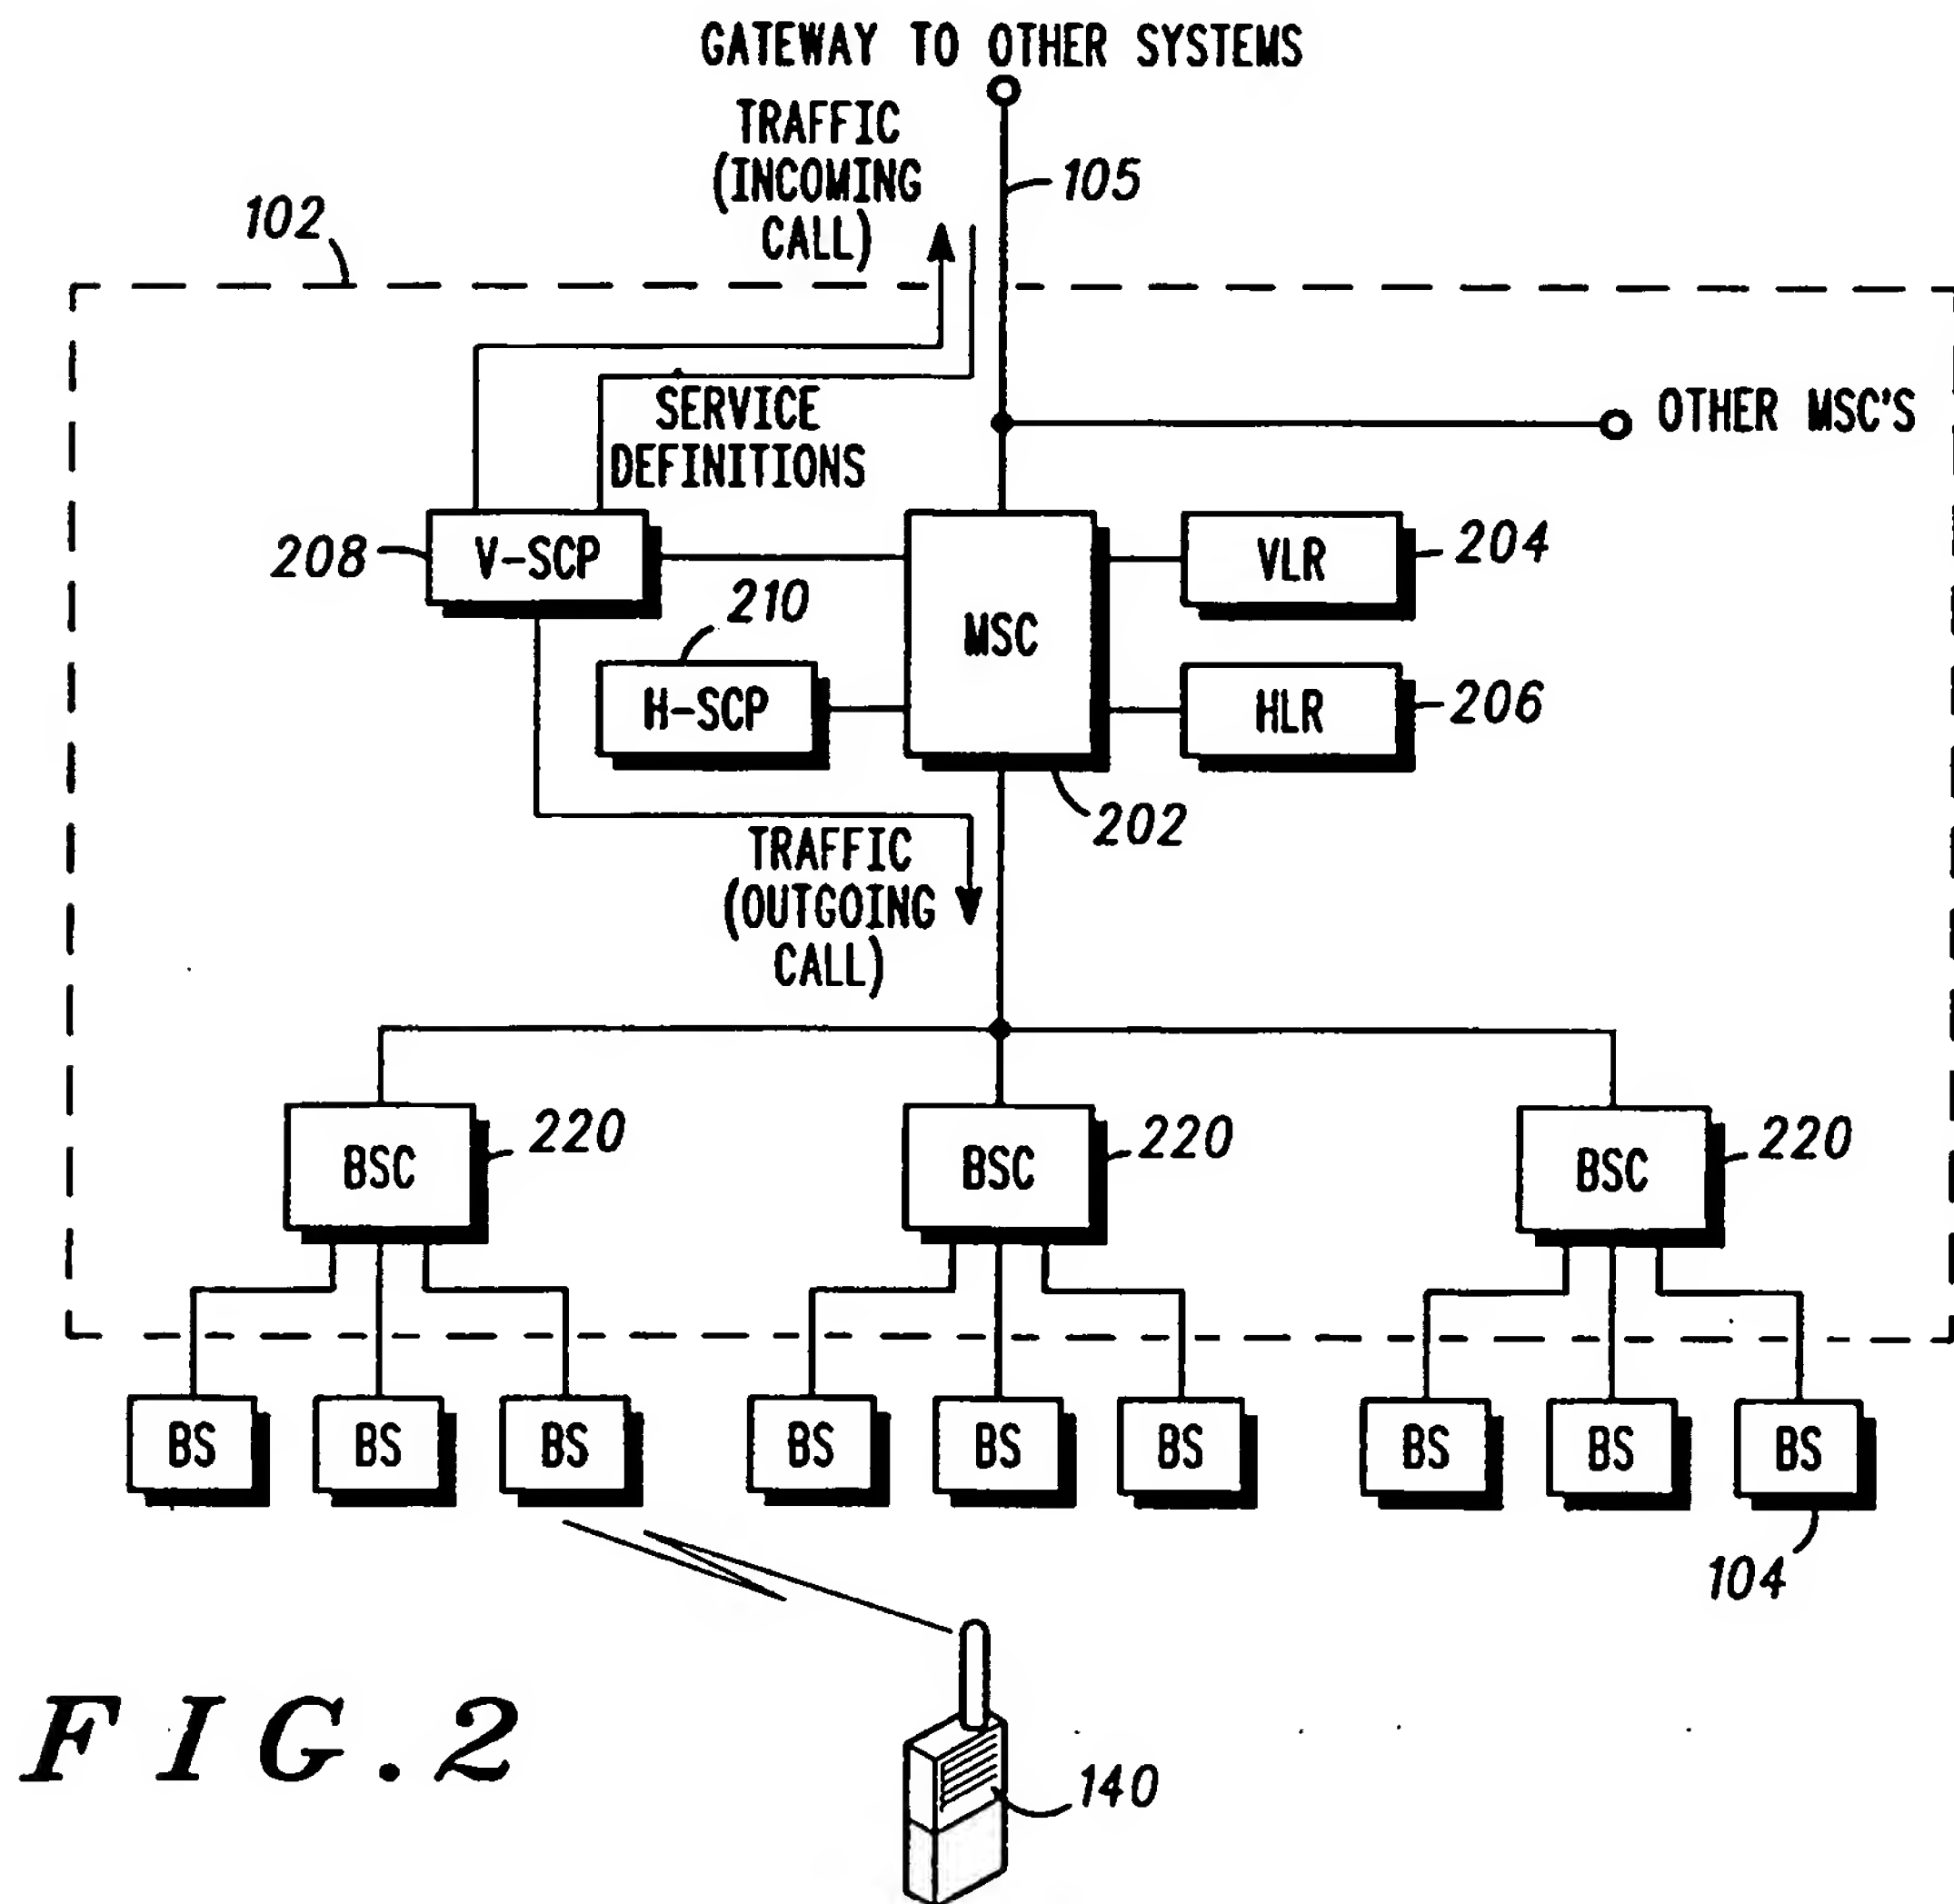 GATEWAY TO OTHER SYSTEMS
TRAFFIC
(INCOMING
CALL)
105
102
SERVICE
DEFINITIONS
OTHER MSC'S
208
V-SCP
210
H-SCP
MSC
VLR
204
HLR
206
202
TRAFFIC
(OUTGOING
CALL)
BSC
220
BSC
220
BSC
220
BS
BS
BS
BS
BS
BS
BS
BS
BS
104
140
FIG.2